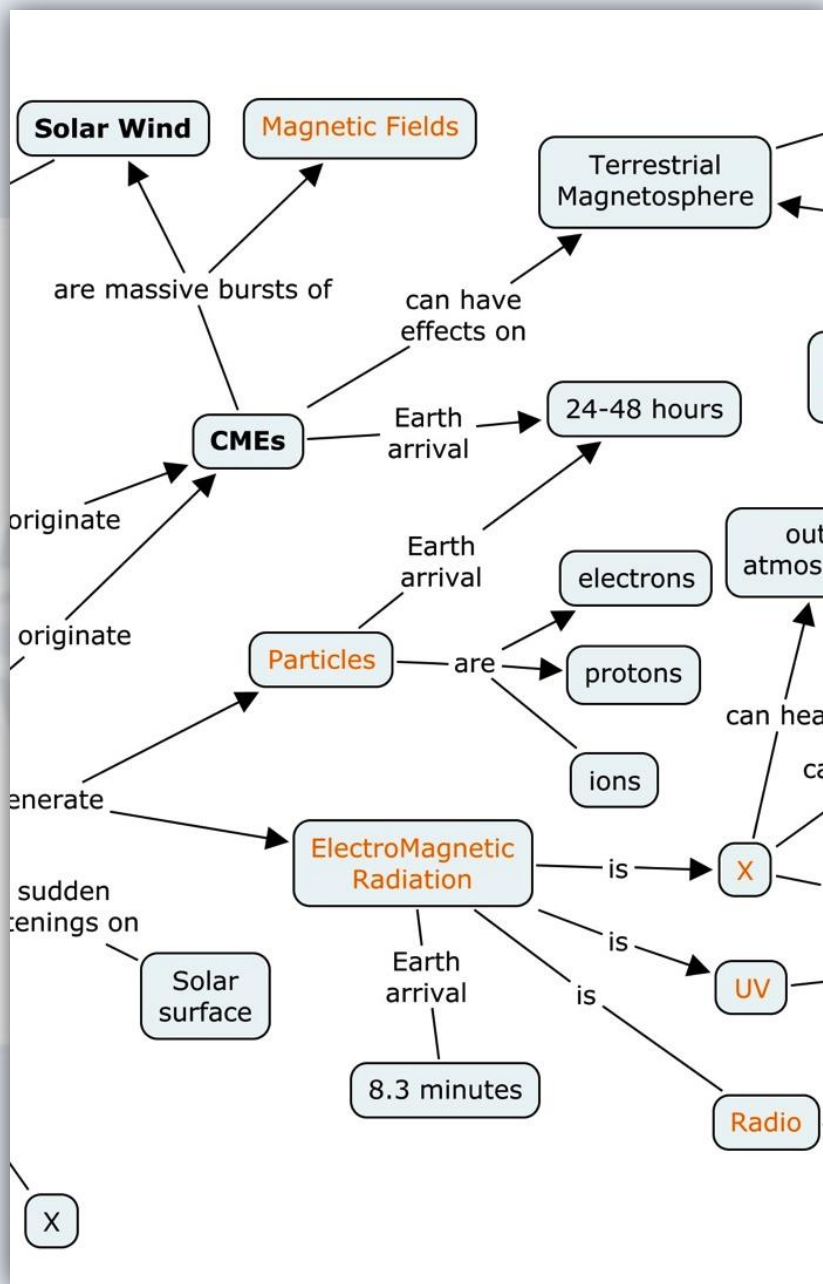 Solar Wind
Magnetic Fields
Terrestrial
Magnetosphere
are massive bursts of
can have
effects on
24-48 hours
CMEs
Earth
arrival
originate
Earth
arrival
electrons
originate
Particles
are
protons
ions
ElectroMagnetic
Radiation
is
X
sudden
on
is
UV
Solar
surface
Earth
arrival
is
8.3 minutes
Radio
X